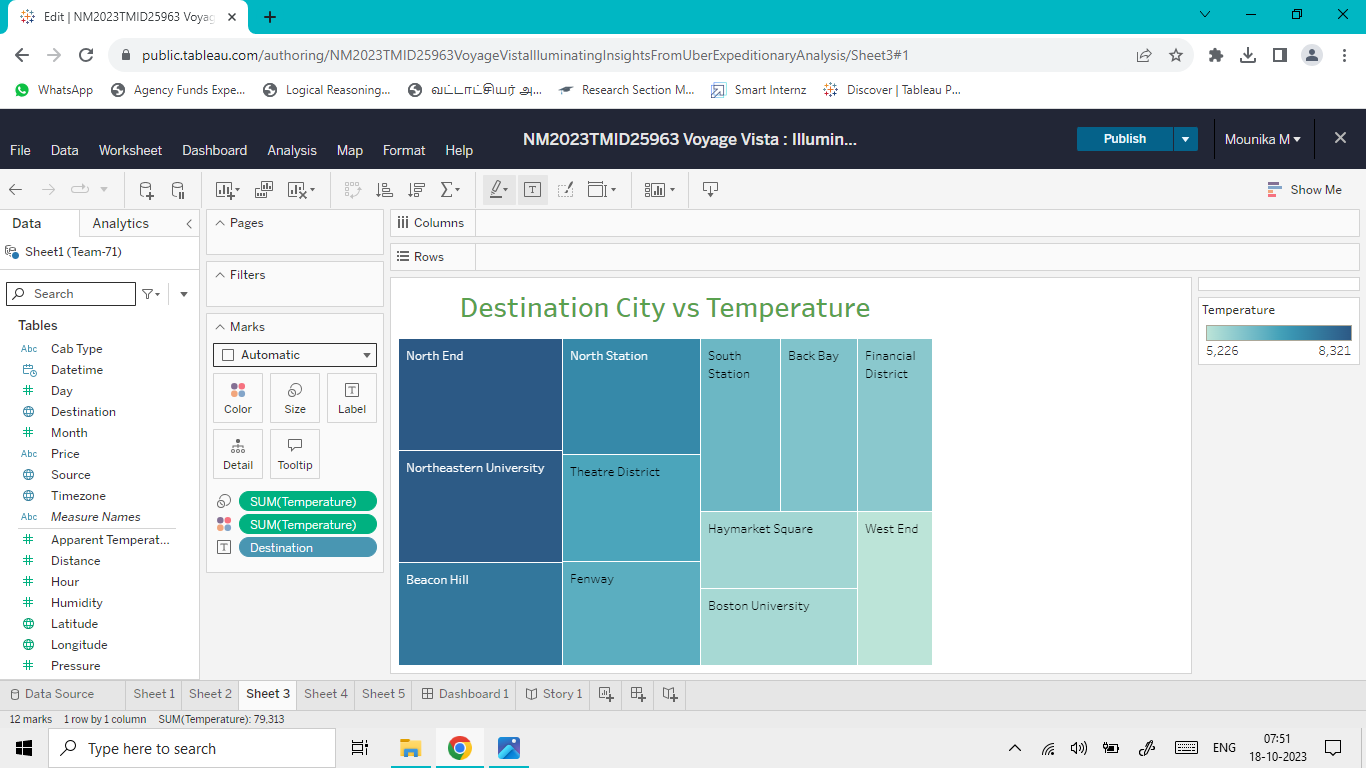 Edit | NM2023TMID25963 Voyag
public.tableau.com/authoring/NM2023TMID25963VoyageVistaIlluminatingInsightsFromUberExpeditionaryAnalysis/Sheet3#1
WhatsApp
Agency Funds Expe...
Logical Reasoning...
வட்டாட்சியர் அ...
Research Section M...
Smart Internz
Discover | Tableau P...
File Data Worksheet Dashboard Analysis Map Format Help
NM2023TMID25963 Voyage Vista : Illumin...
Publish
Mounika M
Show Me
Data Analytics
Sheet1 (Team-71)
Search
Tables
Abc Cab Type
Datetime
Day
Destination
Month
Abc Price
Source
Timezone
Abc Measure Names
Apparent Temperat...
Distance
Hour
Humidity
Latitude
Longitude
Pressure
Pages
Filters
Marks
Automatic
Color Size Label
Detail Tooltip
SUM(Temperature)
SUM(Temperature)
Destination
Columns
Rows
Destination City vs Temperature
North End
Northeastern University
Beacon Hill
North Station
Theatre District
Fenway
South
Station
Back Bay
Financial
District
Haymarket Square
Boston University
West End
Temperature
5,226 8,321
Data Source Sheet 1 Sheet 2 Sheet 3 Sheet 4 Sheet 5 Dashboard 1 Story 1
12 marks 1 row by 1 column SUM(Temperature): 79,313
Type here to search
ENG
07:51
18-10-2023